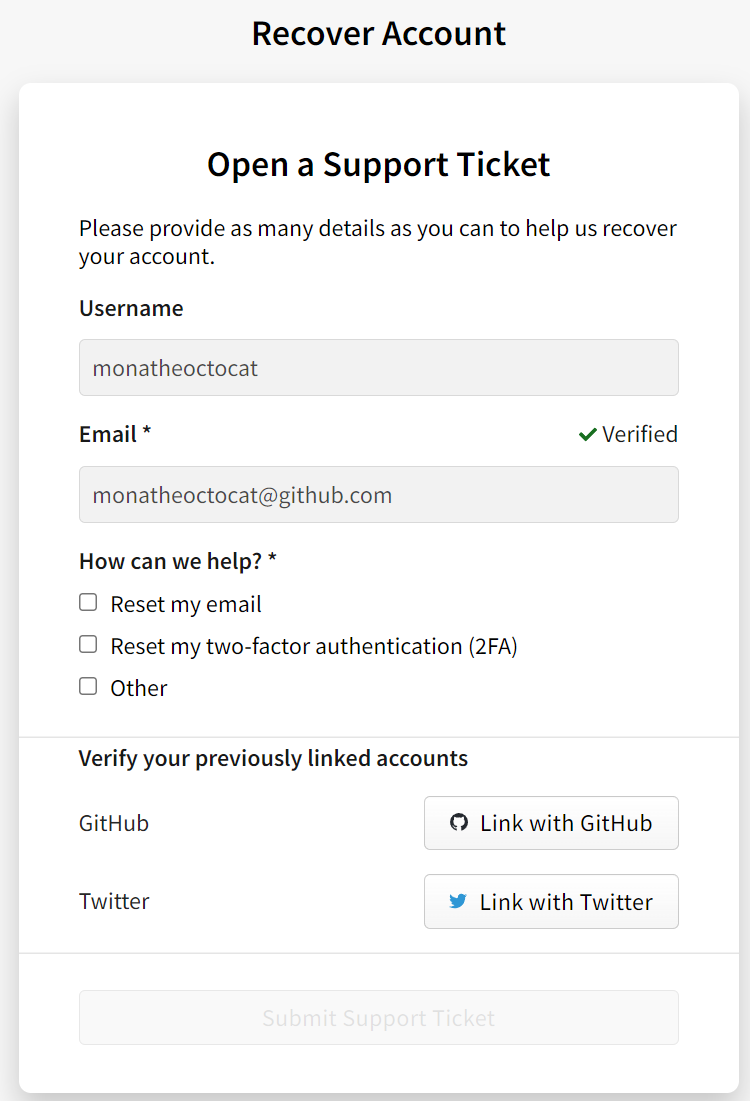 Recover Account
Open a Support Ticket
Please provide as many details as you can to help us recover
your account.
Username
monatheoctocat
Email *
Verified
monatheoctocat@github.com
How can we help? *
Reset my email
Reset my two-factor authentication (2FA)
Other
Verify your previously linked accounts
GitHub
Link with GitHub
Twitter
Link with Twitter
Submit Support Ticket